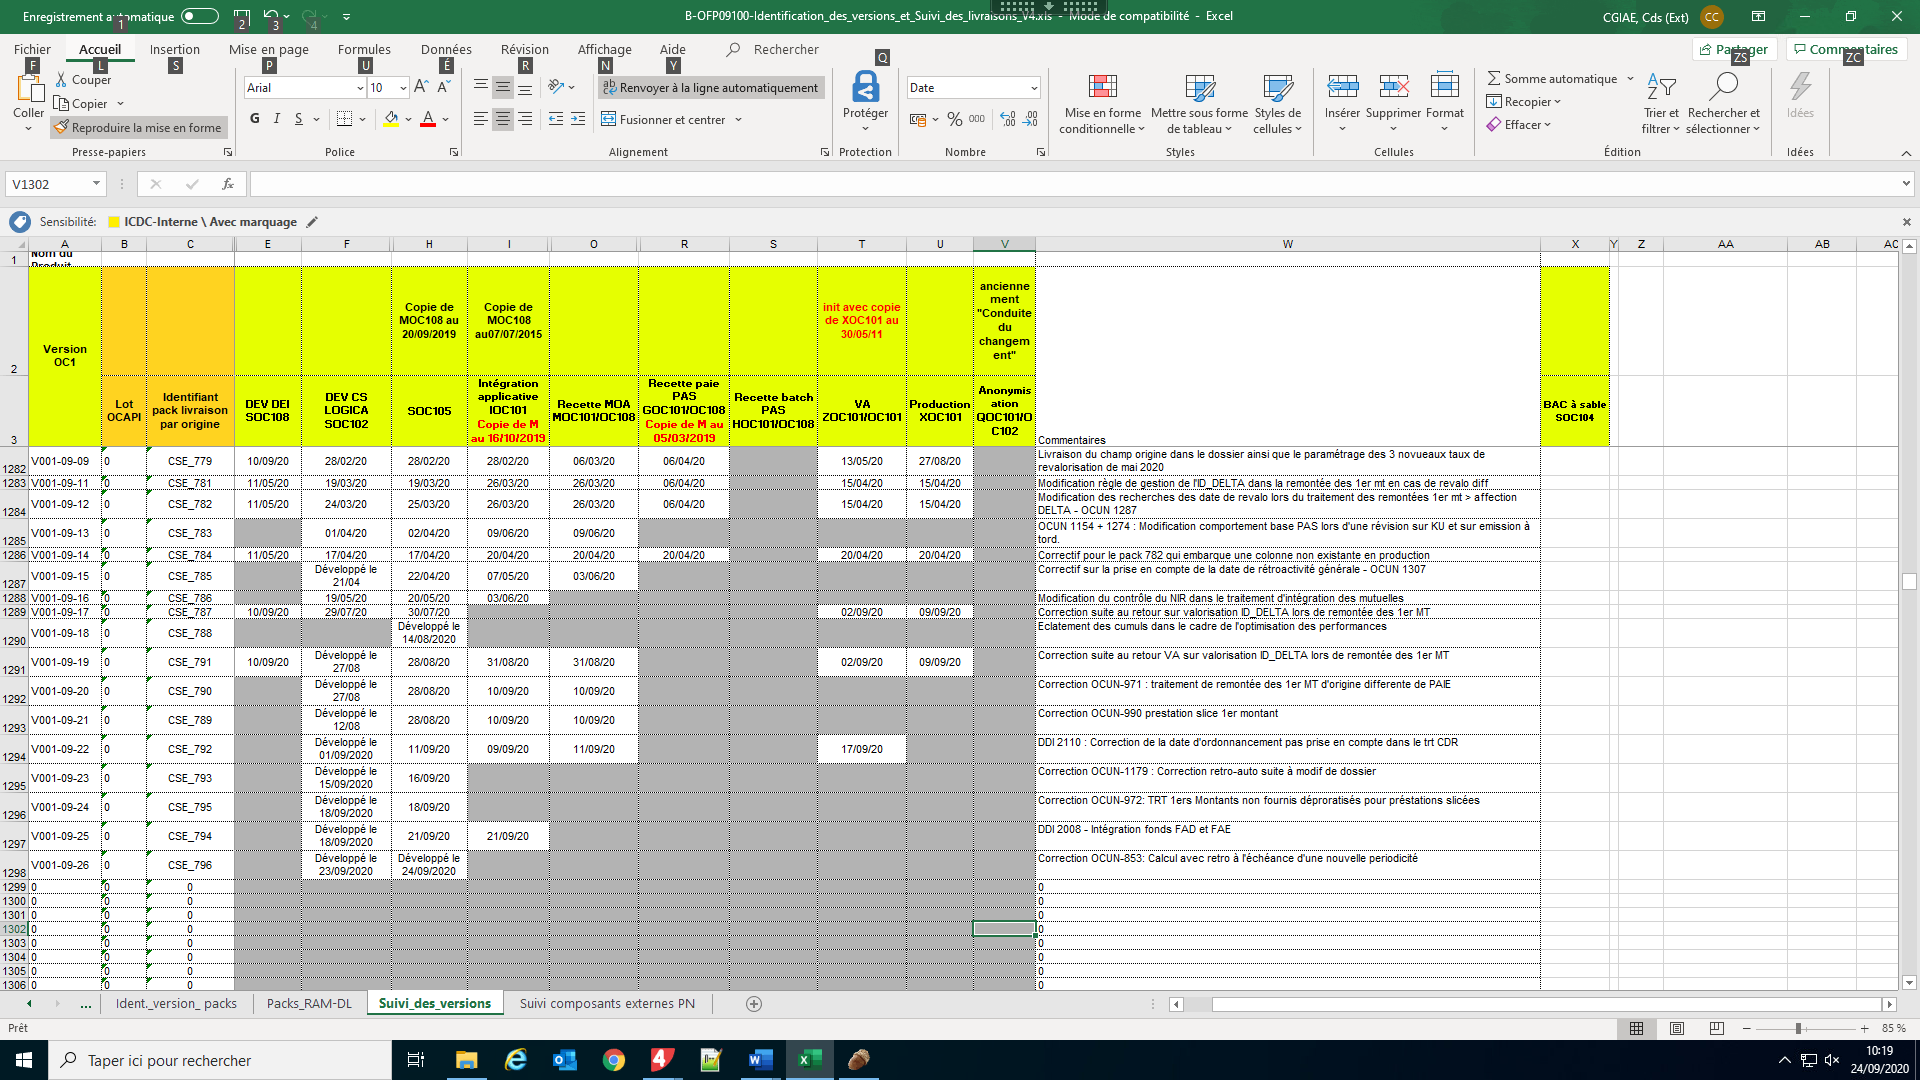 Enregistrement automatique 1 2 3 4
B-OFP09100-Identification_des_versions_et_Suivi_des_livraisons_V4.xls - Mode de compatibilité - Excel
CGIAE, Cds (Ext) CC
Fichier Accueil Insertion Mise en page Formules Données Révision Affichage Aide Rechercher Partager Commentaires
F L S P U É R N Y Q ZS ZC
Coller
Couper
Copier
Reproduire la mise en forme
Presse-papiers
Arial 10
G I S
Police
Renvoyer à la ligne automatiquement
Fusionner et centrer
Alignement
Protéger
Protection
Date
% 000
Nombre
Mise en forme conditionnelle
Mettre sous forme de tableau
Styles de cellules
Styles
Insérer Supprimer Format
Cellules
Somme automatique
Recopier
Effacer
Trier et filtrer
Rechercher et sélectionner
Édition
Idées
Idées
V1302 fx
Sensibilité: ICDC-Interne \ Avec marquage
A B C E F H I O R S T U V W X Y Z AA AB AC
1 Nom du Produit
2 Version OC1
Copie de MOC108 au 20/09/2019
Copie de MOC108 au07/07/2015
init avec copie de XOC101 au 30/05/11
ancienne ment "Conduite du changem ent"
3
Lot OCAPI
Identifiant pack livraison par origine
DEV DEI SOC108
DEV CS LOGICA SOC102
SOC105
Intégration applicative IOC101 Copie de M au 16/10/2019
Recette MOA MOC101/OC108
Recette paie PAS GOC101/OC108 Copie de M au 05/03/2019
Recette batch PAS HOC101/OC108
VA ZOC101/OC101
Production XOC101
Anonymis ation QOC101/O C102
Commentaires
BAC à sable SOC104
1282 V001-09-09 0 CSE_779 10/09/20 28/02/20 28/02/20 28/02/20 06/03/20 06/04/20 13/05/20 27/08/20 Livraison du champ origine dans le dossier ainsi que le paramétrage des 3 novueaux taux de revalorisation de mai 2020
1283 V001-09-11 0 CSE_781 11/05/20 19/03/20 19/03/20 26/03/20 26/03/20 06/04/20 15/04/20 15/04/20 Modification règle de gestion de l'ID_DELTA dans la remontée des 1er mt en cas de revalo diff
1284 V001-09-12 0 CSE_782 11/05/20 24/03/20 25/03/20 26/03/20 26/03/20 06/04/20 15/04/20 15/04/20 Modification des recherches des date de revalo lors du traitement des remontées 1er mt > affection DELTA - OCUN 1287
1285 V001-09-13 0 CSE_783 01/04/20 02/04/20 09/06/20 09/06/20 OCUN 1154 + 1274 : Modification comportement base PAS lors d'une révision sur KU et sur emission à tord.
1286 V001-09-14 0 CSE_784 11/05/20 17/04/20 17/04/20 20/04/20 20/04/20 20/04/20 20/04/20 20/04/20 Correctif pour le pack 782 qui embarque une colonne non existante en production
1287 V001-09-15 0 CSE_785 Développé le 21/04 22/04/20 07/05/20 03/06/20 Correctif sur la prise en compte de la date de rétroactivité générale - OCUN 1307
1288 V001-09-16 0 CSE_786 19/05/20 20/05/20 03/06/20 Modification du contrôle du NIR dans le traitement d'intégration des mutuelles
1289 V001-09-17 0 CSE_787 10/09/20 29/07/20 30/07/20 02/09/20 09/09/20 Correction suite au retour sur valorisation ID_DELTA lors de remontée des 1er MT
1290 V001-09-18 0 CSE_788 Développé le 14/08/2020 Eclatement des cumuls dans le cadre de l'optimisation des performances
1291 V001-09-19 0 CSE_791 10/09/20 Développé le 27/08 28/08/20 31/08/20 31/08/20 02/09/20 09/09/20 Correction suite au retour VA sur valorisation ID_DELTA lors de remontée des 1er MT
1292 V001-09-20 0 CSE_790 Développé le 27/08 28/08/20 10/09/20 10/09/20 Correction OCUN-971 : traitement de remontée des 1er MT d'origine differente de PAIE
1293 V001-09-21 0 CSE_789 Développé le 12/08 28/08/20 10/09/20 10/09/20 Correction OCUN-990 prestation slice 1er montant
1294 V001-09-22 0 CSE_792 Développé le 01/09/2020 11/09/20 09/09/20 11/09/20 17/09/20 DDI 2110 : Correction de la date d'ordonnancement pas prise en compte dans le trt CDR
1295 V001-09-23 0 CSE_793 Développé le 15/09/2020 16/09/20 Correction OCUN-1179 : Correction retro-auto suite à modif de dossier
1296 V001-09-24 0 CSE_795 Développé le 18/09/2020 18/09/20 Correction OCUN-972: TRT 1ers Montants non fournis déproratisés pour préstations slicées
1297 V001-09-25 0 CSE_794 Développé le 18/09/2020 21/09/20 21/09/20 DDI 2008 - Intégration fonds FAD et FAE
1298 V001-09-26 0 CSE_796 Développé le 23/09/2020 Développé le 24/09/2020 Correction OCUN-853: Calcul avec retro à l'échéance d'une nouvelle periodicité
1299 0 0 0 0
1300 0 0 0 0
1301 0 0 0 0
1302 0 0 0 0
1303 0 0 0 0
1304 0 0 0 0
1305 0 0 0 0
1306 0 0 0 0
... Ident._version_ packs Packs_RAM-DL Suivi_des_versions Suivi composants externes PN
Prêt 85 %
Taper ici pour rechercher
10:19
24/09/2020